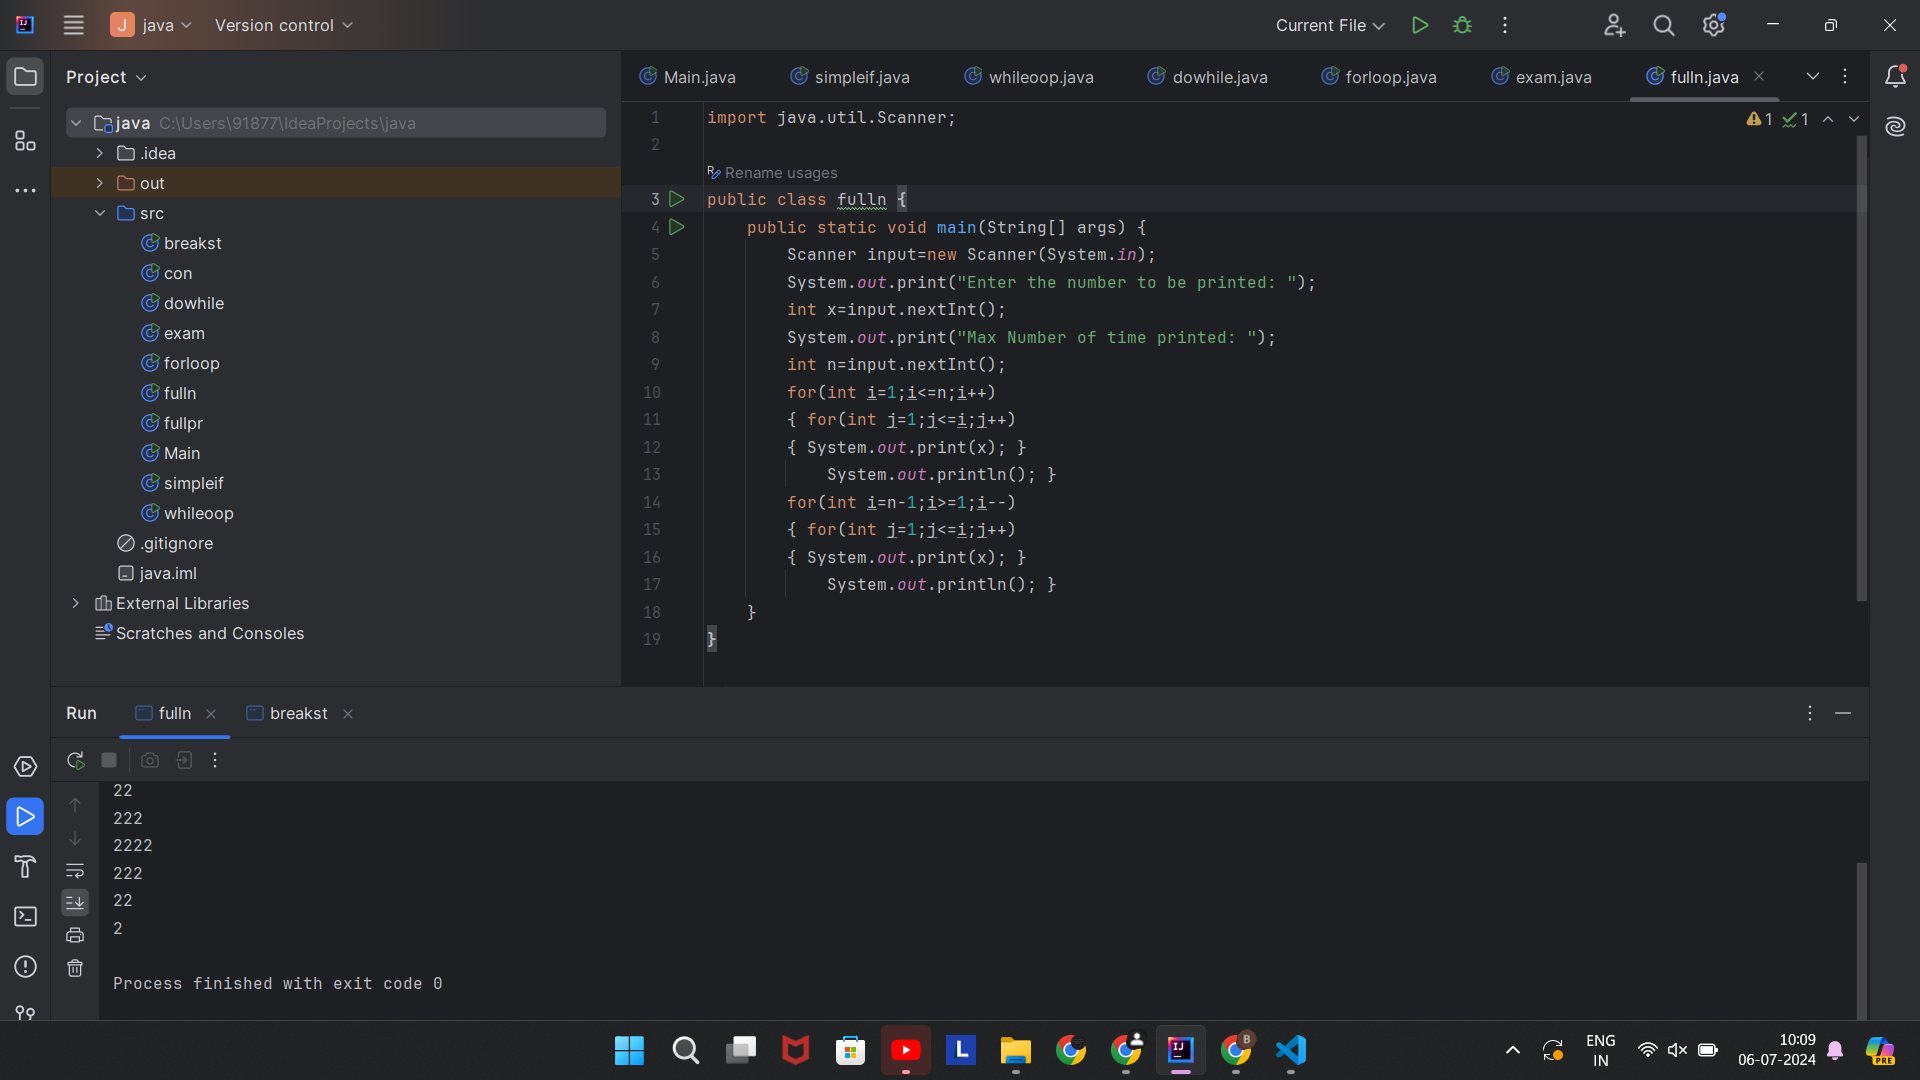 J java Version control Current File
Project
java C:\Users\91877\IdeaProjects\java
.idea
out
src
breakst
con
dowhile
exam
forloop
fulln
fullpr
Main
simpleif
whileoop
.gitignore
java.iml
External Libraries
Scratches and Consoles
Main.java simpleif.java whileoop.java dowhile.java forloop.java exam.java fulln.java
1 1
1 import java.util.Scanner;
2
Rename usages
3 public class fulln {
4 public static void main(String[] args) {
5 Scanner input=new Scanner(System.in);
6 System.out.print("Enter the number to be printed: ");
7 int x=input.nextInt();
8 System.out.print("Max Number of time printed: ");
9 int n=input.nextInt();
10 for(int i=1;i<=n;i++)
11 { for(int j=1;j<=i;j++)
12 { System.out.print(x); }
13 System.out.println(); }
14 for(int i=n-1;i>=1;i--)
15 { for(int j=1;j<=i;j++)
16 { System.out.print(x); }
17 System.out.println(); }
18 }
19 }
Run fulln breakst
22
222
2222
222
22
2
Process finished with exit code 0
L
IJ
B
ENG
IN
10:09
06-07-2024
PRE